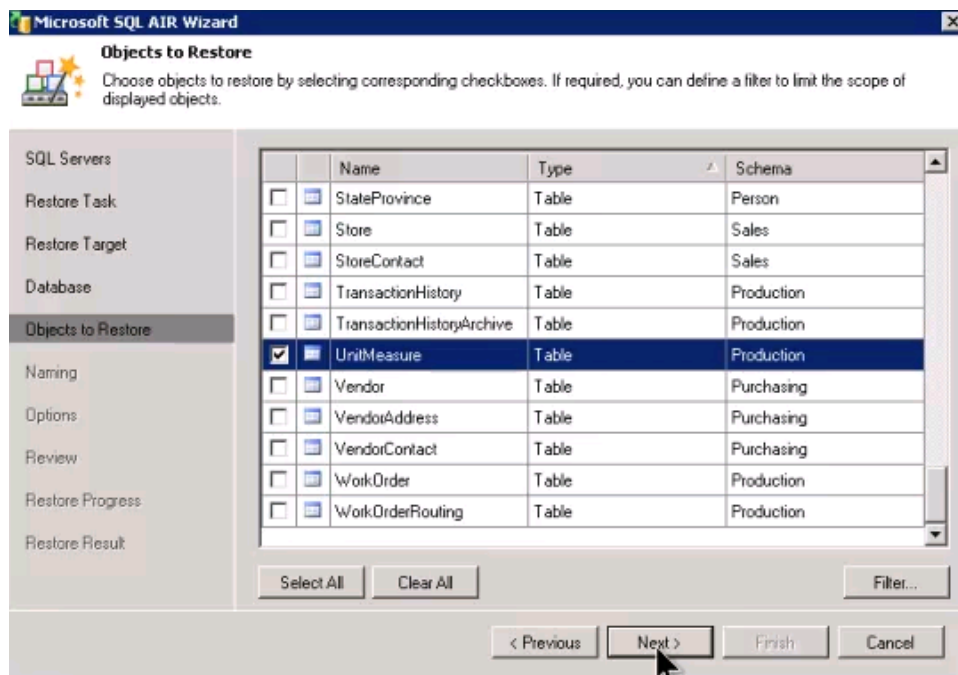 Microsoft SQL AIR Wizard
Objects to Restore
Choose objects to restore by selecting corresponding checkboxes. If required, you can define a filter to limit the scope of
displayed objects.
SQL Servers
Restore Task
Restore Target
Database
Objects to Restore
Naming
Options
Review
Restore Progress
Restore Result
Name Type Schema
StateProvince Table Person
Store Table Sales
StoreContact Table Sales
TransactionHistory Table Production
TransactionHistoryArchive Table Production
UnitMeasure Table Production
Vendor Table Purchasing
VendorAddress Table Purchasing
VendorContact Table Purchasing
WorkOrder Table Production
WorkOrderRouting Table Production
Select All Clear All Filter...
< Previous Next > Finish Cancel